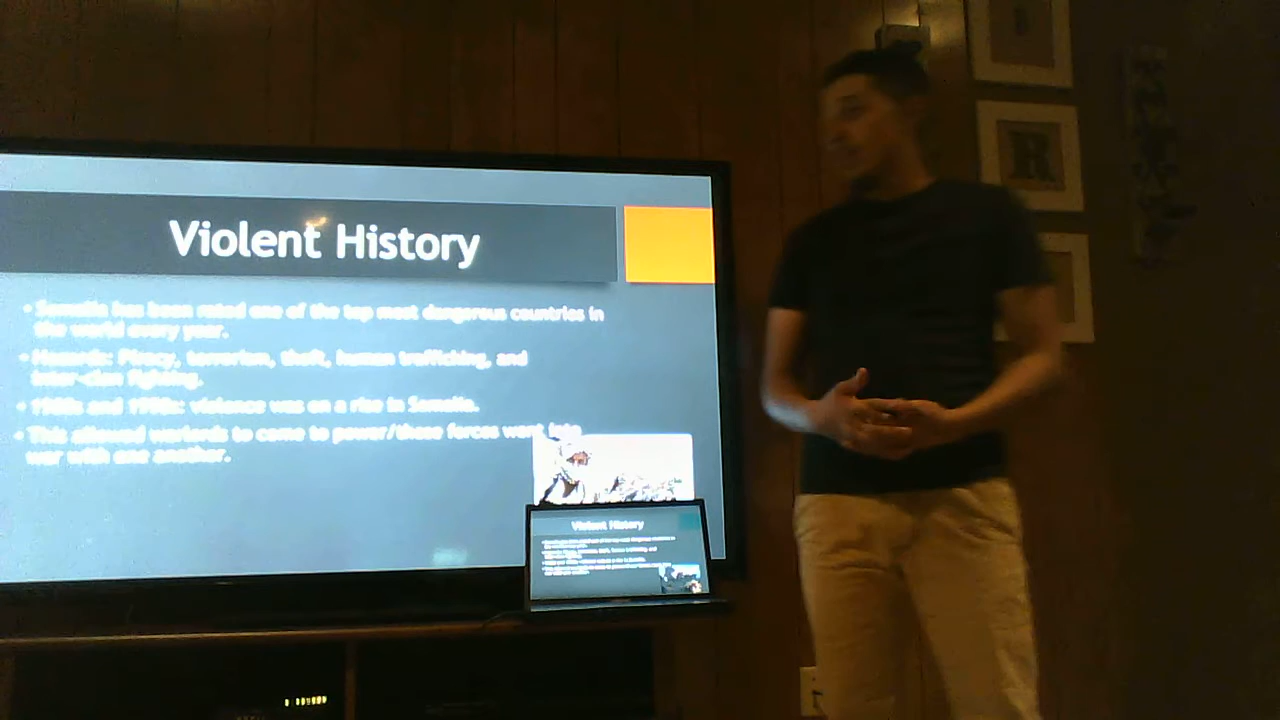 Violent History
• Somalia has been rated one of the top most dangerous countries in
the world every year.
• Hazards: Piracy, terrorism, theft, human trafficking, and
inter-clan fighting.
• 1980s and 1990s: violence was on a rise in Somalia.
• This allowed warlords to come to power/these forces went into
war with one another.
Violent History
R